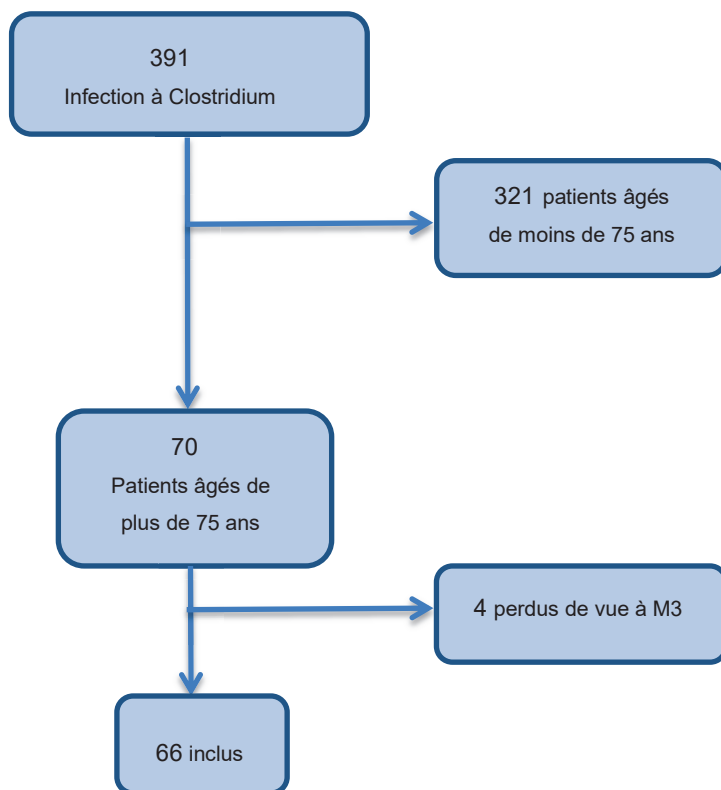 391
Infection à Clostridium
321 patients âgés
de moins de 75 ans
70
Patients âgés de
plus de 75 ans
4 perdus de vue à M3
66 inclus